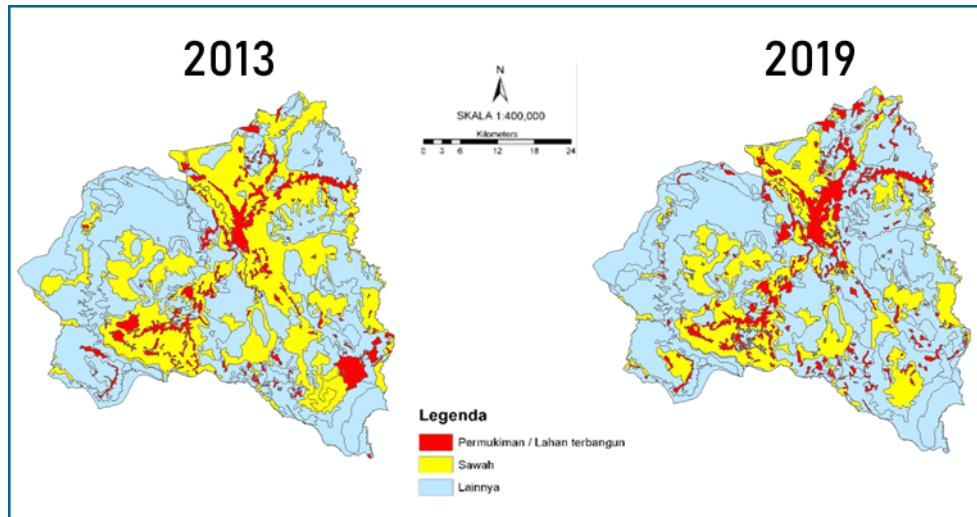 2013
2019
N
SKALA 1:400,000
Kilometers
0 3 6 12 18 24
Legenda
Permukiman / Lahan terbangun
Sawah
Lainnya